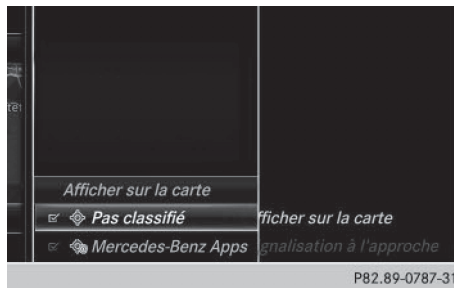 Afficher sur la carte
Pas classifié
fficher sur la carte
Mercedes-Benz Apps
gnalisation à l'approche
P82.89-0787-31